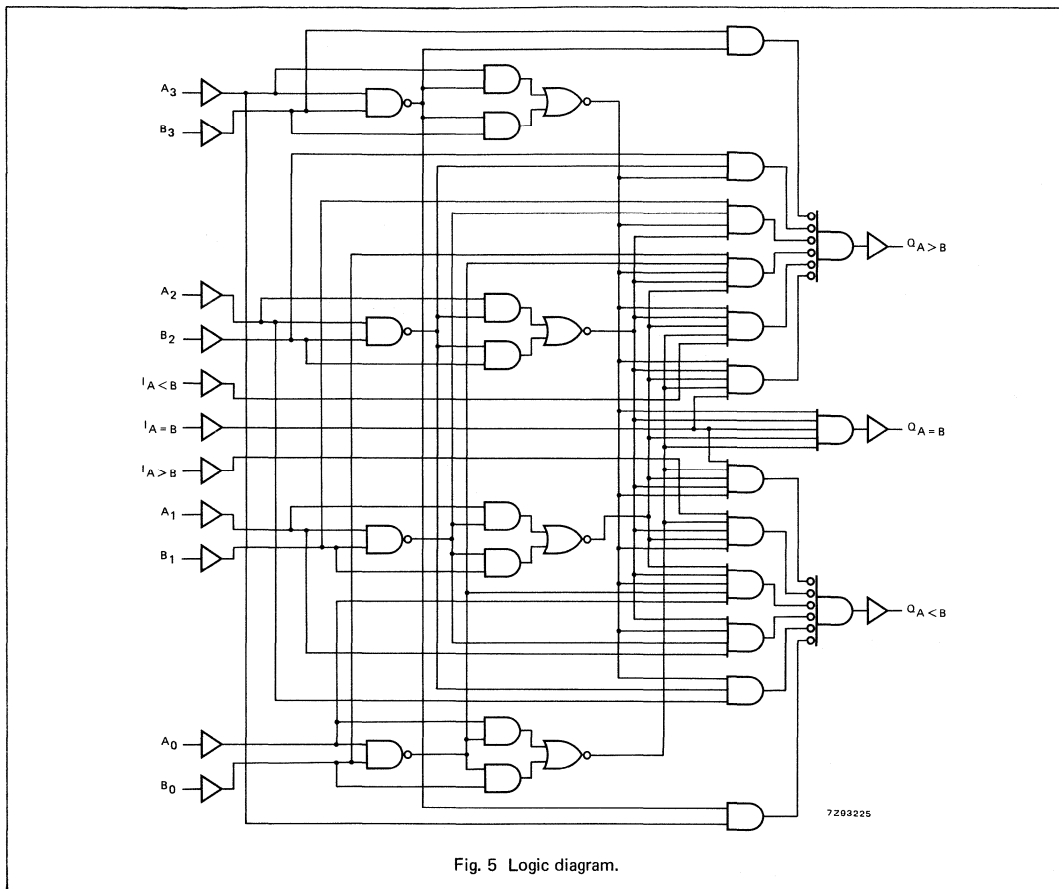 A3
B3
QA>B
A2
B2
IA<B
IA=B
QA=B
IA>B
A1
B1
QA<B
A0
B0
7Z93225
Fig. 5 Logic diagram.